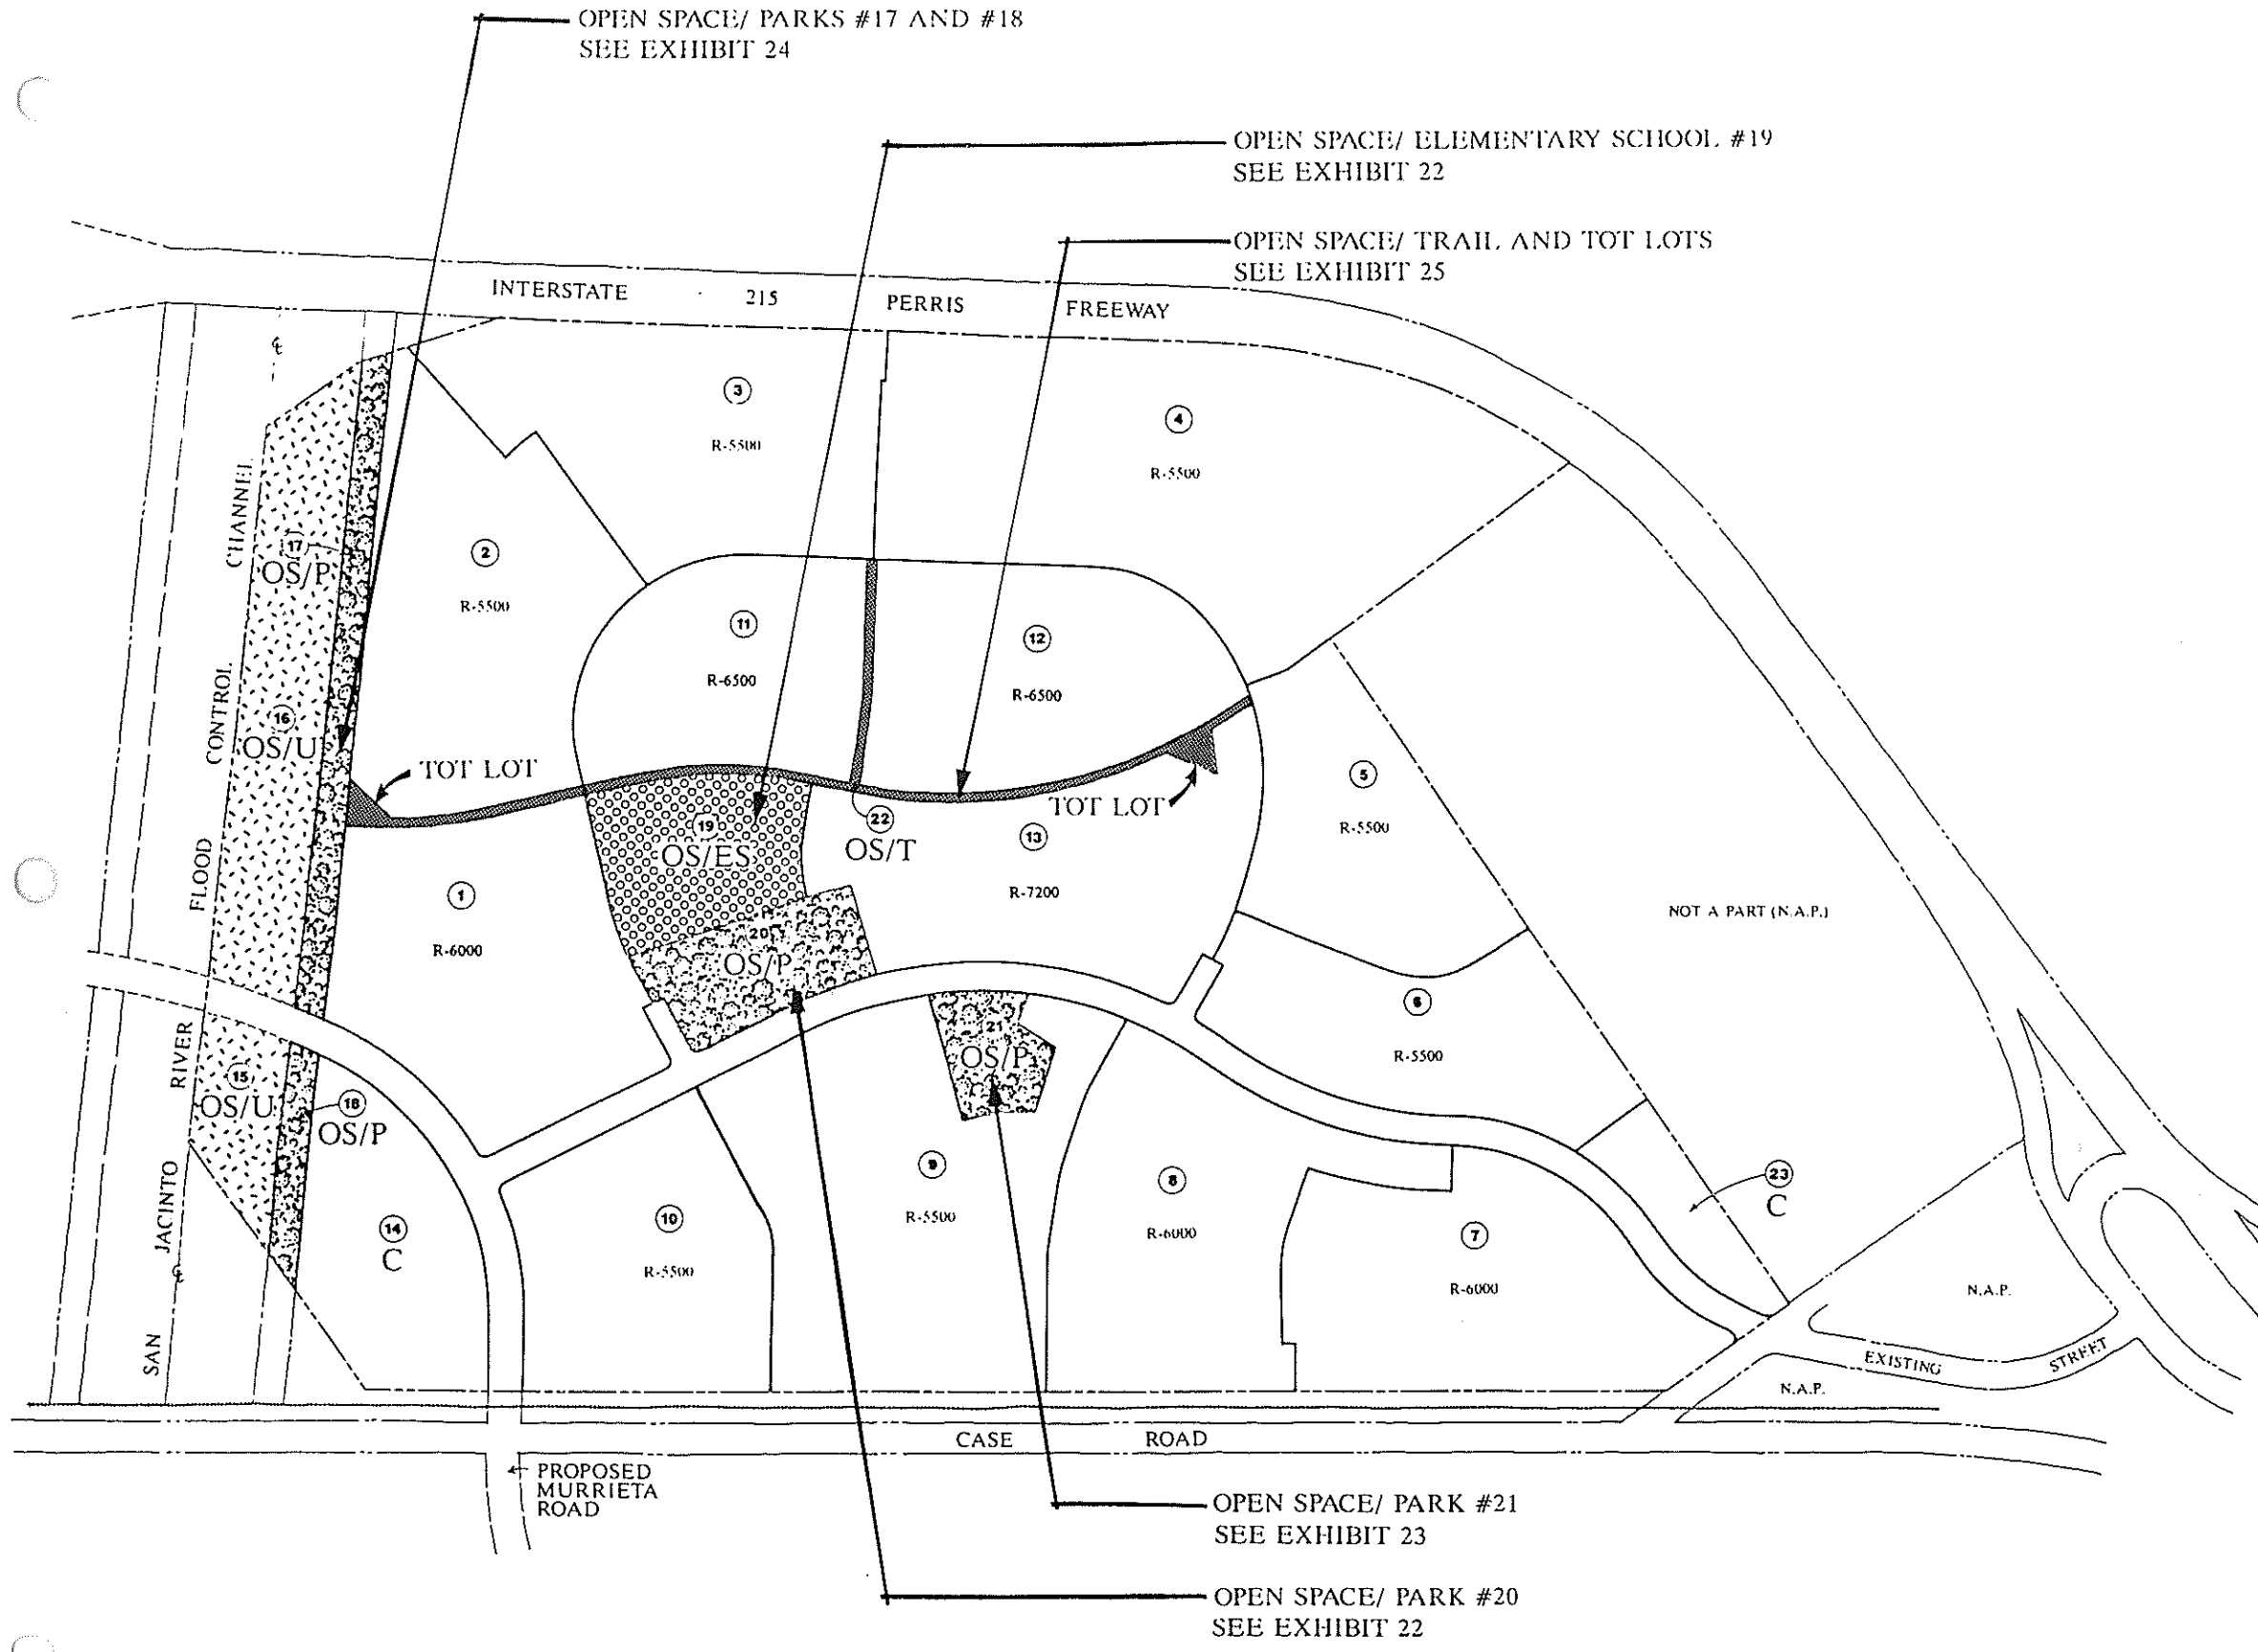 OPEN SPACE/ PARKS #17 AND #18
SEE EXHIBIT 24
OPEN SPACE/ ELEMENTARY SCHOOL #19
SEE EXHIBIT 22
OPEN SPACE/ TRAIL AND TOT LOTS
SEE EXHIBIT 25
INTERSTATE 215 PERRIS FREEWAY
3
R-5500
4
R-5500
2
R-5500
17
OS/P
11
R-6500
12
R-6500
16
OS/U
TOT LOT
TOT LOT
5
R-5500
19
OS/ES
22
OS/T
13
R-7200
1
R-6000
NOT A PART (N.A.P.)
20
OS/P
6
R-5500
21
OS/P
15
OS/U
18
OS/P
SAN JACINTO RIVER FLOOD CONTROL CHANNEL
14
C
10
R-5500
9
R-5500
8
R-6000
7
R-6000
23
C
N.A.P.
EXISTING STREET
N.A.P.
CASE ROAD
PROPOSED
MURRIETA
ROAD
OPEN SPACE/ PARK #21
SEE EXHIBIT 23
OPEN SPACE/ PARK #20
SEE EXHIBIT 22